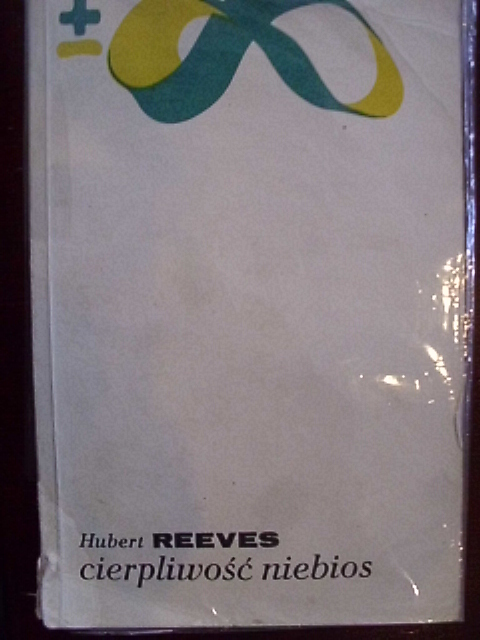 ±
Hubert REEVES
cierpliwość niebios